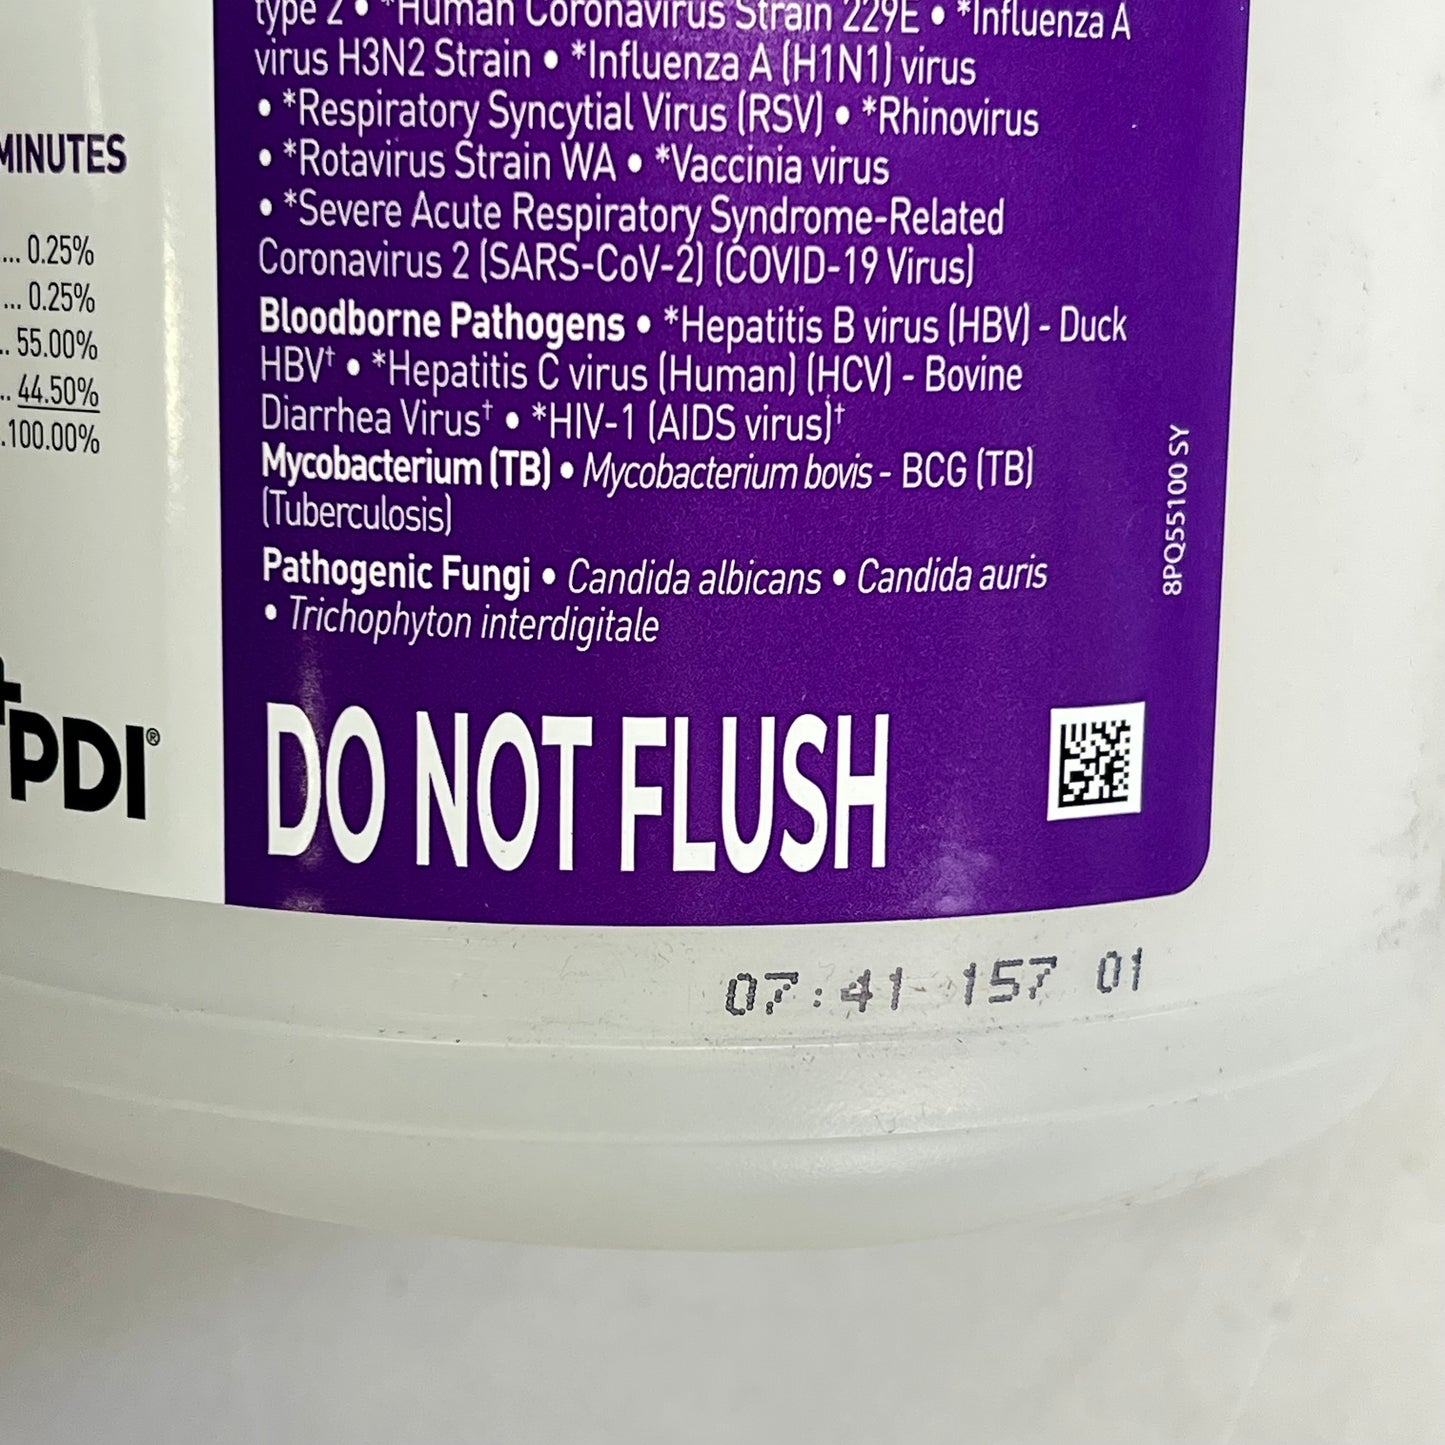 type 2 • *Human Coronavirus Strain 229E • *Influenza A
virus H3N2 Strain • *Influenza A (H1N1) virus
• *Respiratory Syncytial Virus (RSV) • *Rhinovirus
• *Rotavirus Strain WA • *Vaccinia virus
• *Severe Acute Respiratory Syndrome-Related
Coronavirus 2 (SARS-CoV-2) (COVID-19 Virus)
Bloodborne Pathogens • *Hepatitis B virus (HBV) - Duck
HBV† • *Hepatitis C virus (Human) (HCV) - Bovine
Diarrhea Virus† • *HIV-1 (AIDS virus)†
Mycobacterium (TB) • Mycobacterium bovis - BCG (TB)
(Tuberculosis)
Pathogenic Fungi • Candida albicans • Candida auris
• Trichophyton interdigitale
DO NOT FLUSH
8PQ55100 SY
MINUTES
... 0.25%
... 0.25%
.. 55.00%
.. 44.50%
.100.00%
PDI®
07:41 157 01